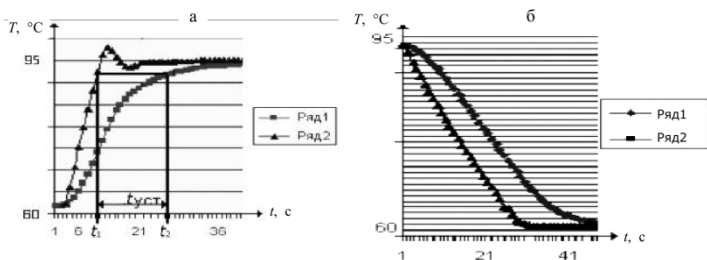 а
T, °C
95
60
1 6 t₁ 21 t₂ 36
tуст
t, с
Ряд1
Ряд2
б
T, °C
95
60
1 21 41
t, с
Ряд1
Ряд2